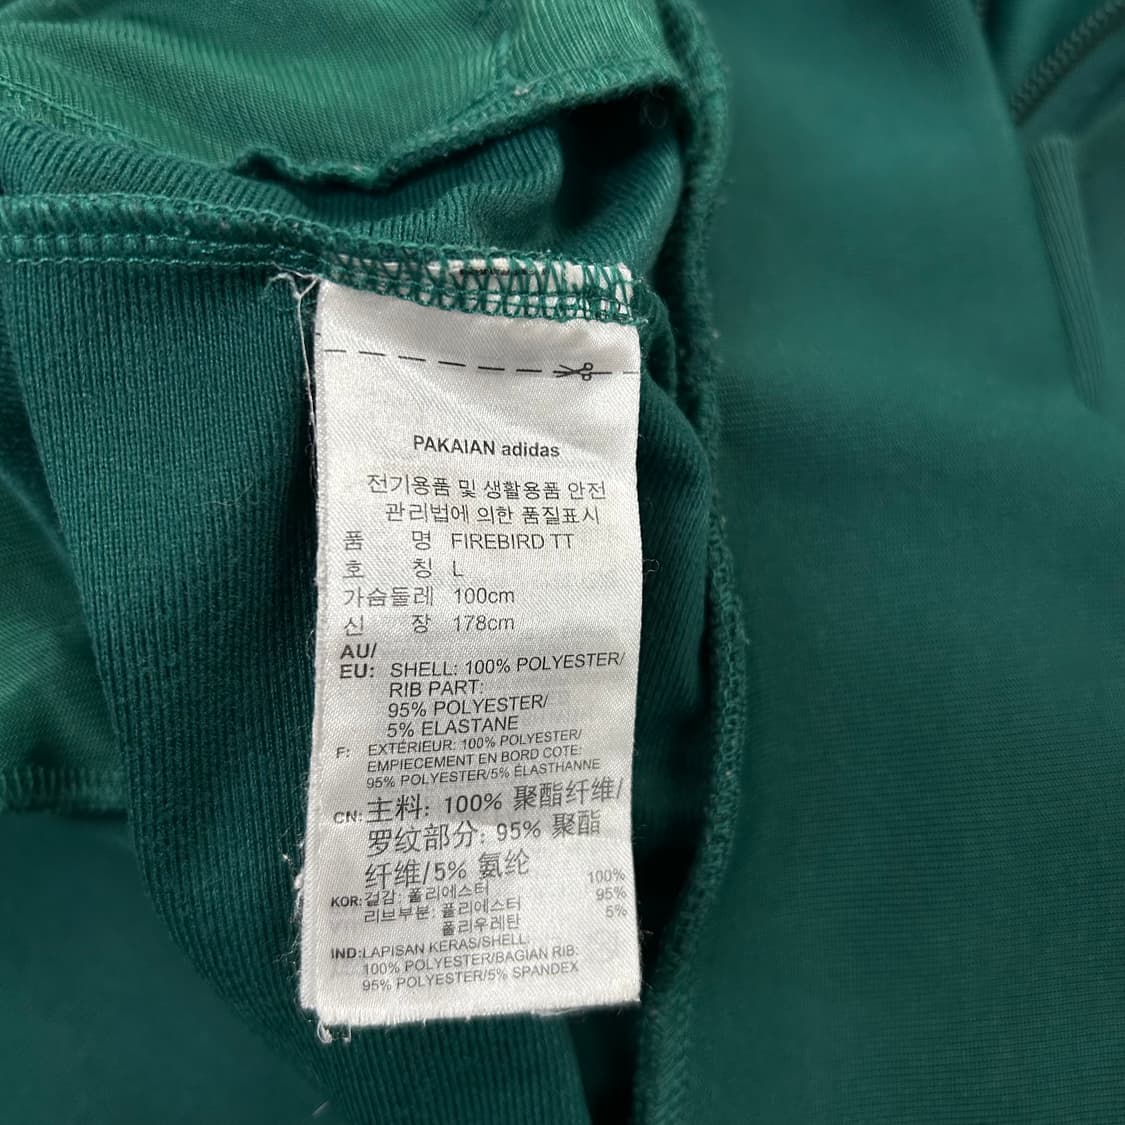 PAKAIAN adidas
전기용품 및 생활용품 안전
관리법에 의한 품질표시
품 명 FIREBIRD TT
호 칭 L
가슴둘레 100cm
신 장 178cm
AU/
EU: SHELL: 100% POLYESTER/
RIB PART:
95% POLYESTER/
5% ELASTANE
F: EXTÉRIEUR: 100% POLYESTER/
EMPIECEMENT EN BORD COTE:
95% POLYESTER/5% ÉLASTHANNE
CN: 主料: 100% 聚酯纤维/
罗纹部分: 95% 聚酯
纤维/5% 氨纶
KOR: 겉감: 폴리에스터 100%
리브부분: 폴리에스터 95%
폴리우레탄 5%
IND: LAPISAN KERAS/SHELL:
100% POLYESTER/BAGIAN RIB:
95% POLYESTER/5% SPANDEX